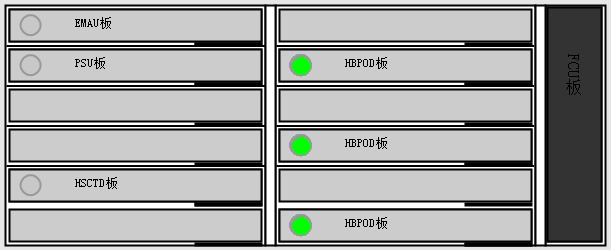 EMAU板
PSU板
HBPOD板
HBPOD板
HSCTD板
HBPOD板
FCU板